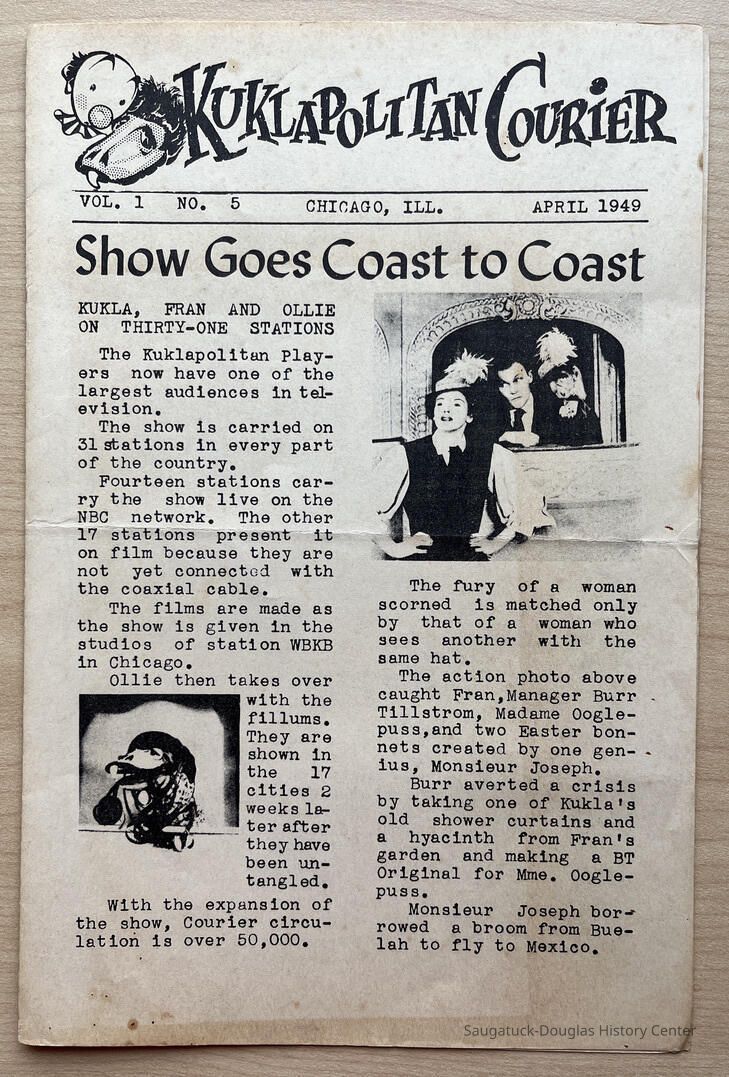 KUKLAPOLITAN COURIER
VOL. 1 NO. 5 CHICAGO, ILL. APRIL 1949
Show Goes Coast to Coast
KUKLA, FRAN AND OLLIE
ON THIRTY-ONE STATIONS
The Kuklapolitan Play-
ers now have one of the
largest audiences in tel-
evision.
The show is carried on
31 stations in every part
of the country.
Fourteen stations car-
ry the show live on the
NBC network. The other
17 stations present it
on film because they are
not yet connected with
the coaxial cable.
The films are made as
the show is given in the
studios of station WBKB
in Chicago.
Ollie then takes over
with the
fillums.
They are
shown in
the 17
cities 2
weeks la-
ter after
they have
been un-
tangled.
With the expansion of
the show, Courier circu-
lation is over 50,000.
The fury of a woman
scorned is matched only
by that of a woman who
sees another with the
same hat.
The action photo above
caught Fran,Manager Burr
Tillstrom, Madame Oogle-
puss,and two Easter bon-
nets created by one gen-
ius, Monsieur Joseph.
Burr averted a crisis
by taking one of Kukla's
old shower curtains and
a hyacinth from Fran's
garden and making a BT
Original for Mme. Oogle-
puss.
Monsieur Joseph bor-
rowed a broom from Beu-
lah to fly to Mexico.
Saugatuck-Douglas History Center